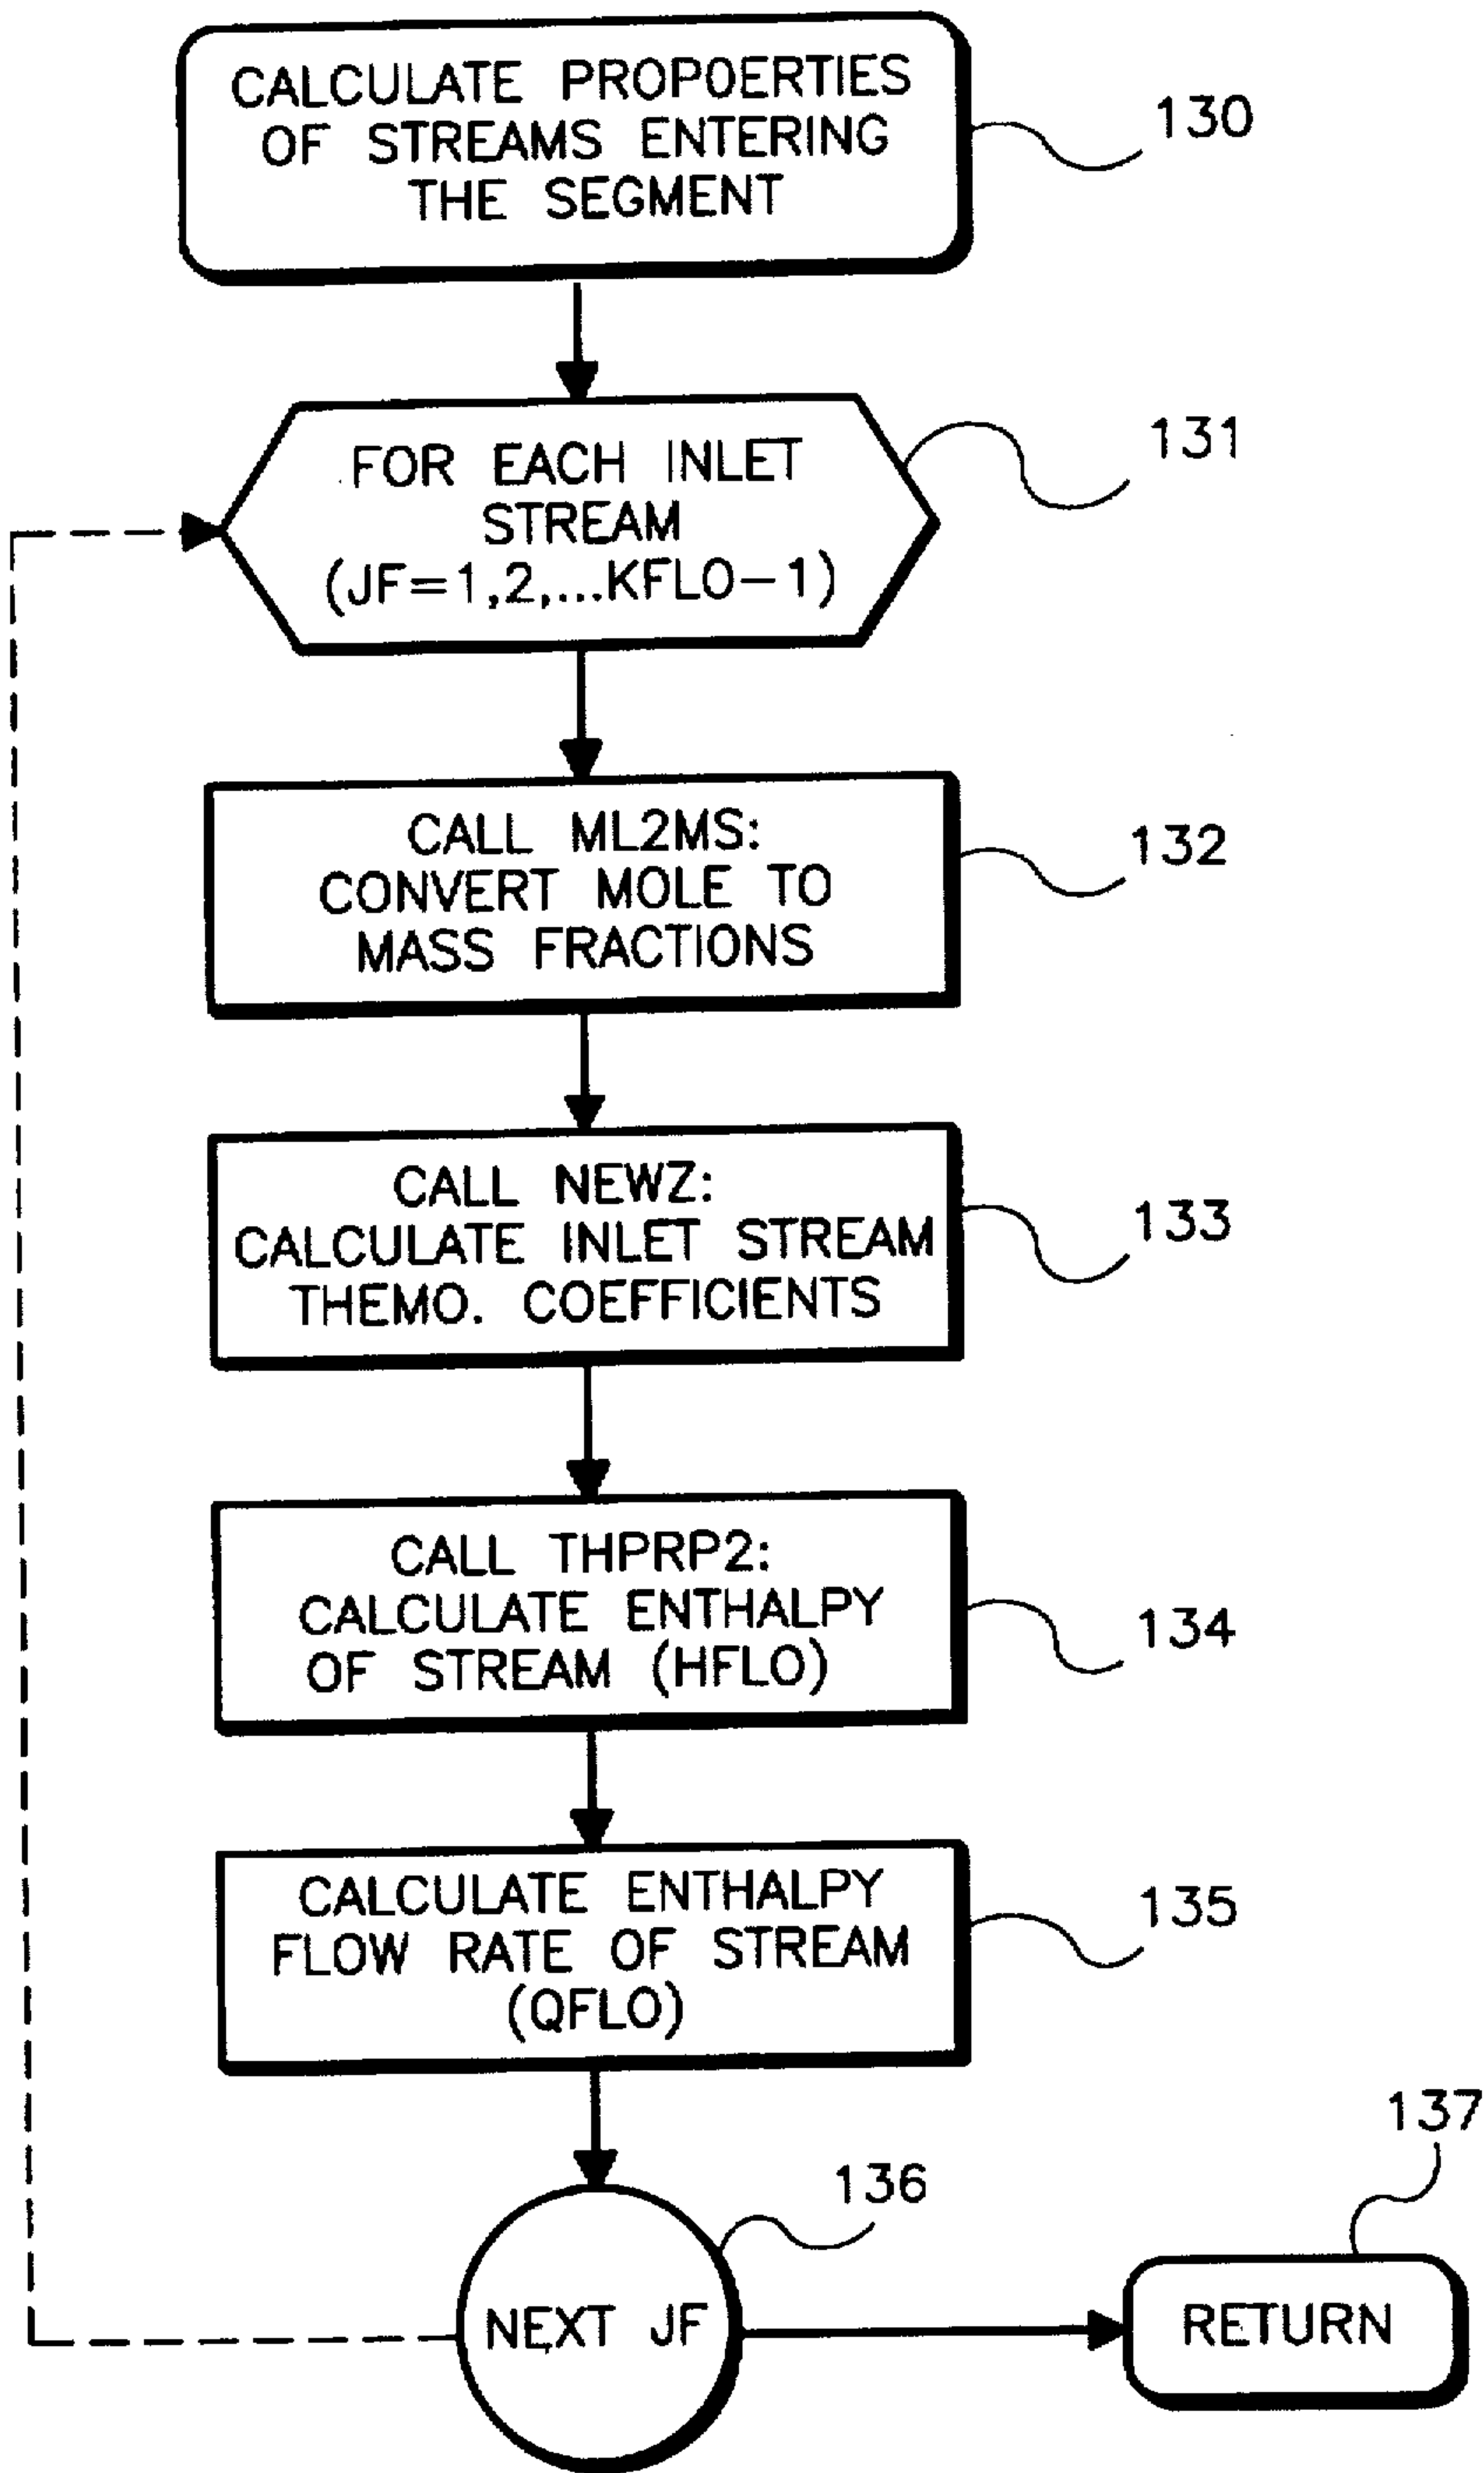 CALCULATE PROPOERTIES
OF STREAMS ENTERING
THE SEGMENT
130
FOR EACH INLET
STREAM
(JF=1,2,...KFLO-1)
131
CALL ML2MS:
CONVERT MOLE TO
MASS FRACTIONS
132
CALL NEWZ:
CALCULATE INLET STREAM
THEMO. COEFFICIENTS
133
CALL THPRP2:
CALCULATE ENTHALPY
OF STREAM (HFLO)
134
CALCULATE ENTHALPY
FLOW RATE OF STREAM
(QFLO)
135
NEXT JF
136
RETURN
137